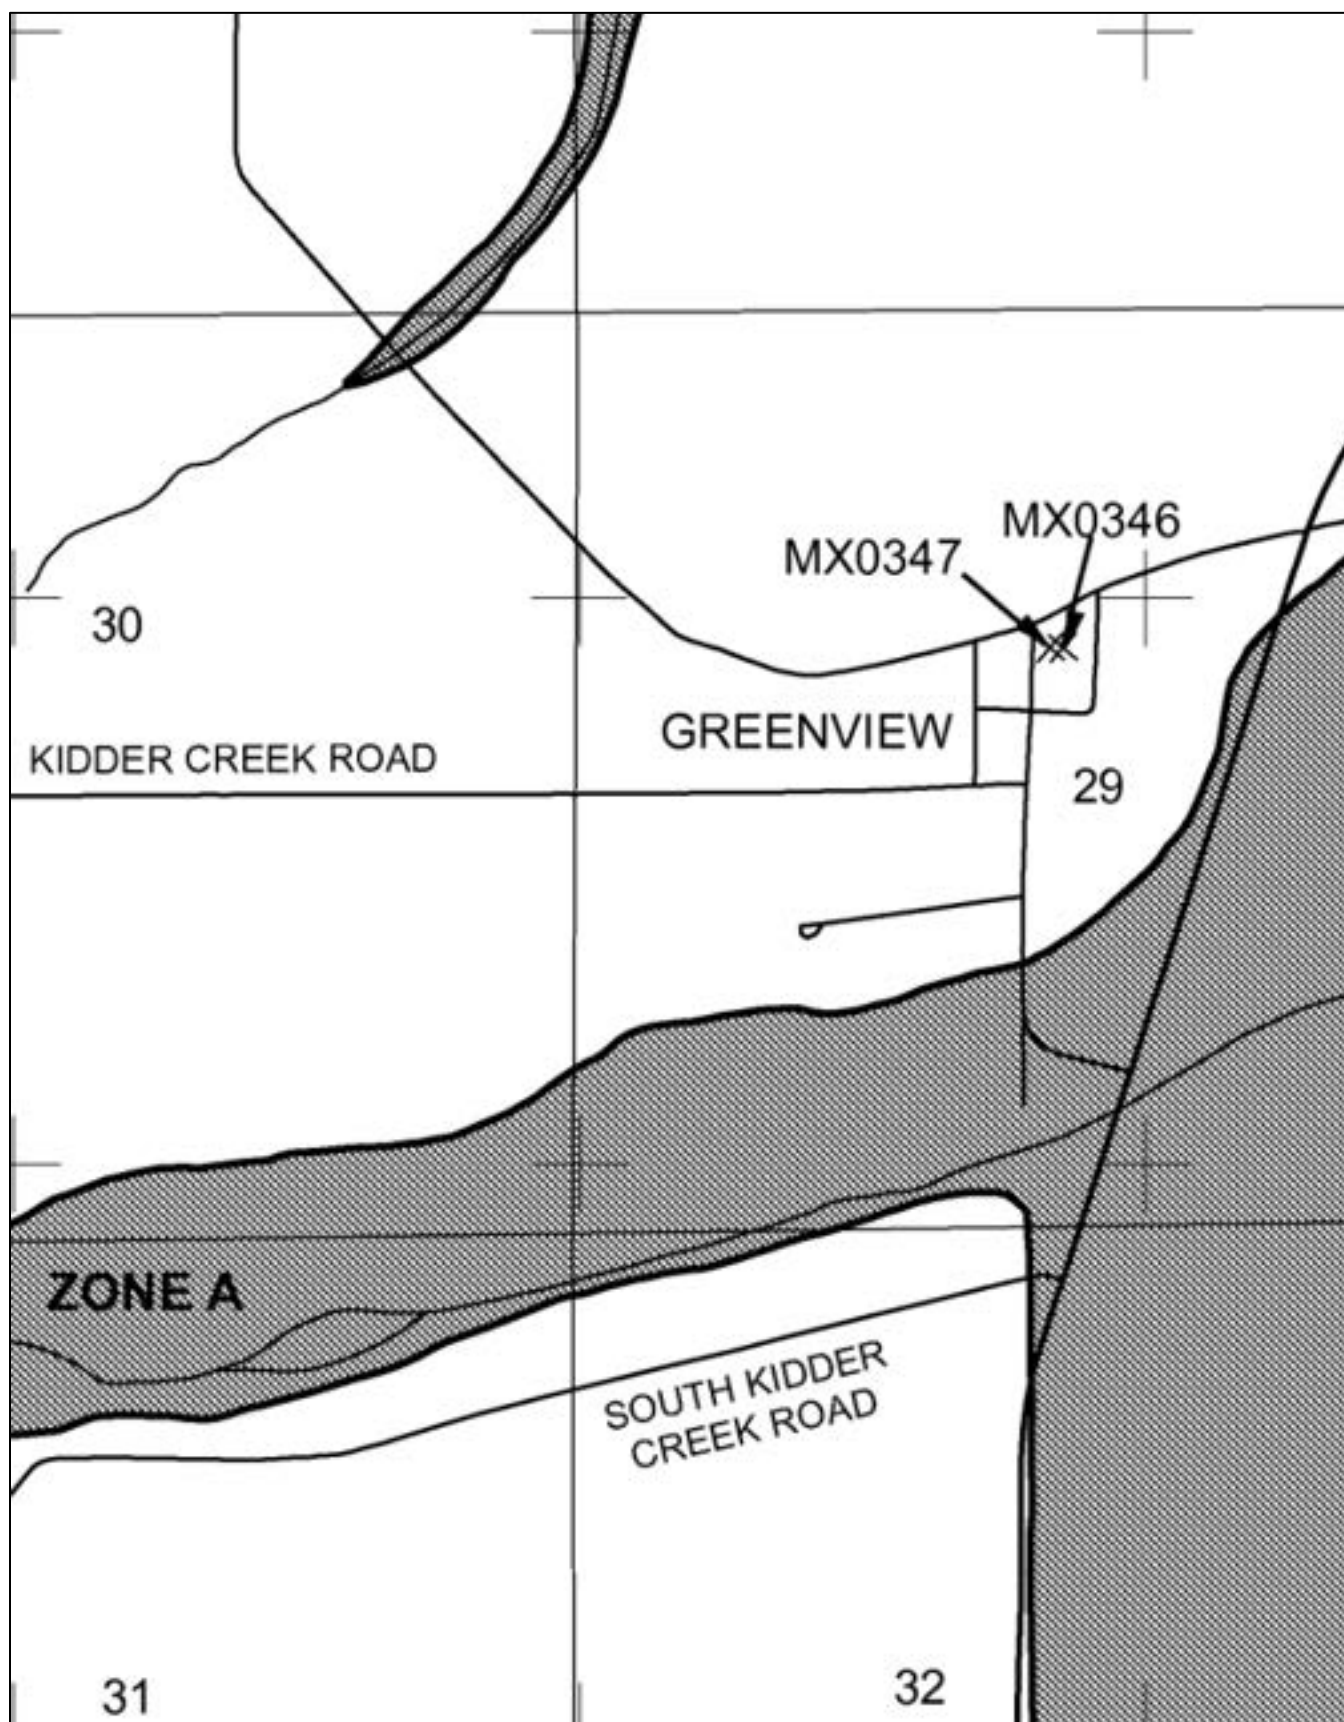 MX0346
MX0347
30
GREENVIEW
KIDDER CREEK ROAD
29
ZONE A
SOUTH KIDDER
CREEK ROAD
31
32